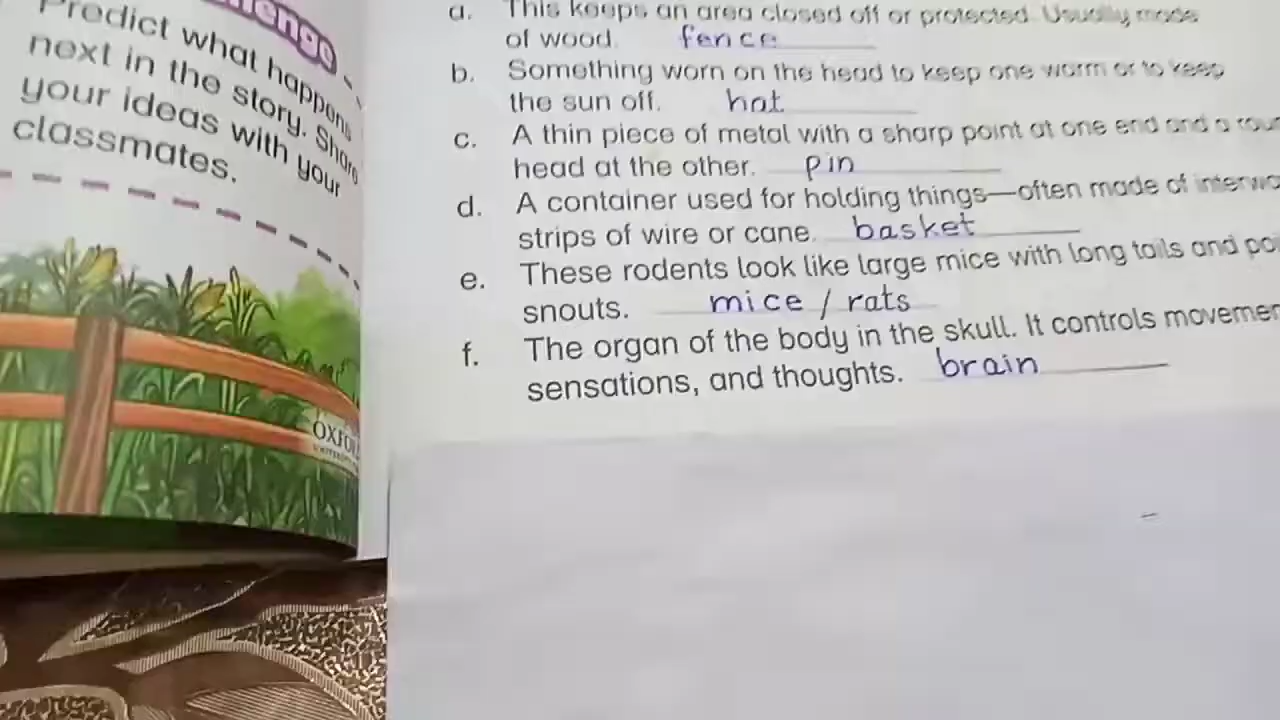 Predict what happens
next in the story. Share
your ideas with your
classmates.
OXFO
a. This keeps an area closed off or protected. Usually made
of wood. fence
b. Something worn on the head to keep one warm or to keep
the sun off. hat
c. A thin piece of metal with a sharp point at one end and a
head at the other. pin
d. A container used for holding things—often made of
strips of wire or cane. basket
e. These rodents look like large mice with long tails and
snouts. mice / rats
f. The organ of the body in the skull. It controls
sensations, and thoughts. brain